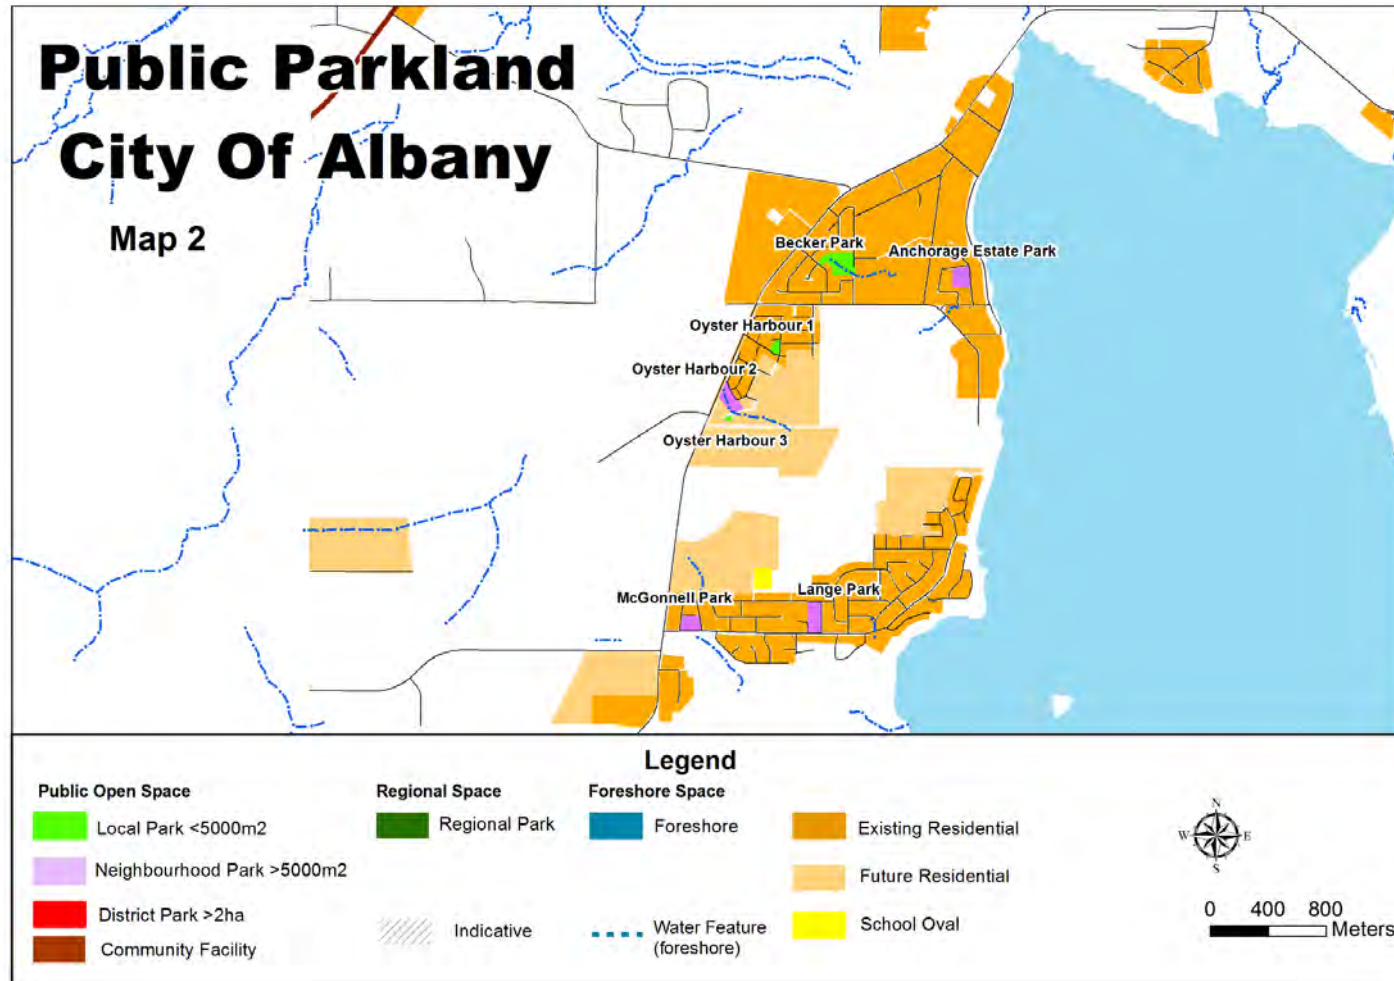 Public Parkland
City Of Albany
Map 2
Becker Park
Anchorage Estate Park
Oyster Harbour 1
Oyster Harbour 2
Oyster Harbour 3
McGonnell Park
Lange Park
Legend
Public Open Space
Local Park <5000m2
Neighbourhood Park >5000m2
District Park >2ha
Community Facility
Regional Space
Regional Park
Indicative
Foreshore Space
Foreshore
Water Feature
(foreshore)
Existing Residential
Future Residential
School Oval
N
W E
S
0 400 800
Meters